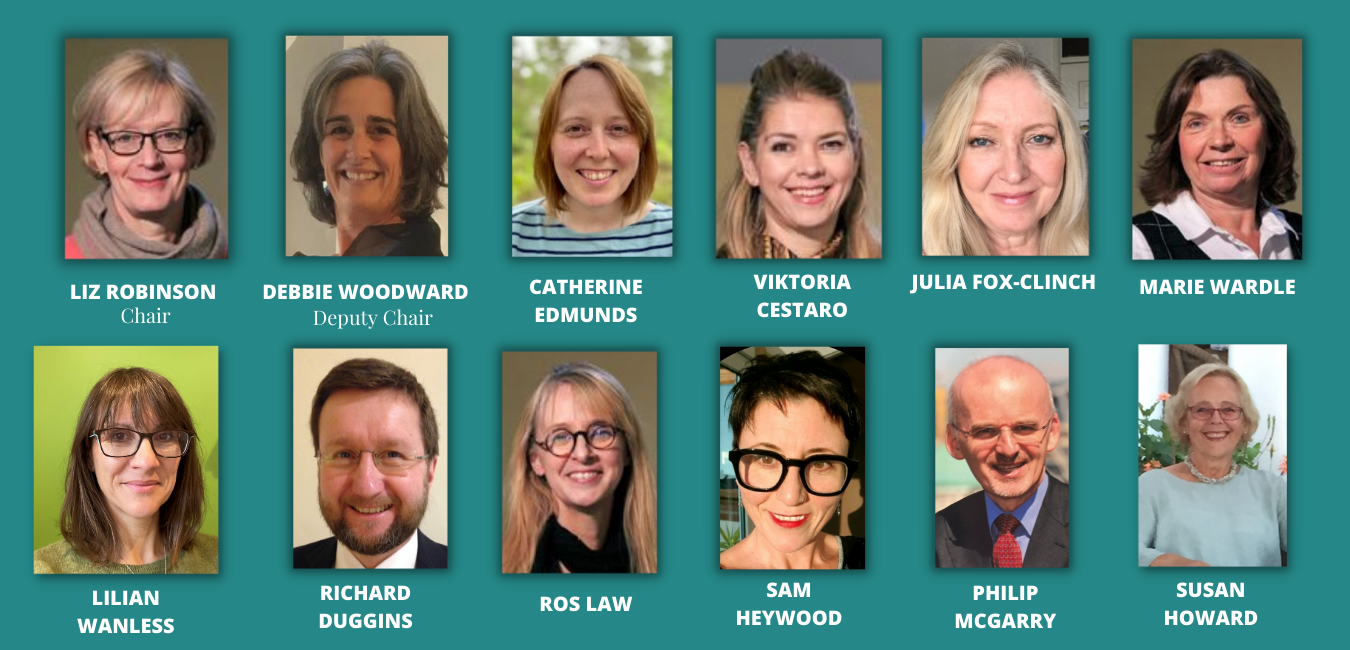 LIZ ROBINSON
Chair
DEBBIE WOODWARD
Deputy Chair
CATHERINE
EDMUNDS
VIKTORIA
CESTARO
JULIA FOX-CLINCH
MARIE WARDLE
LILIAN
WANLESS
RICHARD
DUGGINS
ROS LAW
SAM
HEYWOOD
PHILIP
MCGARRY
SUSAN
HOWARD